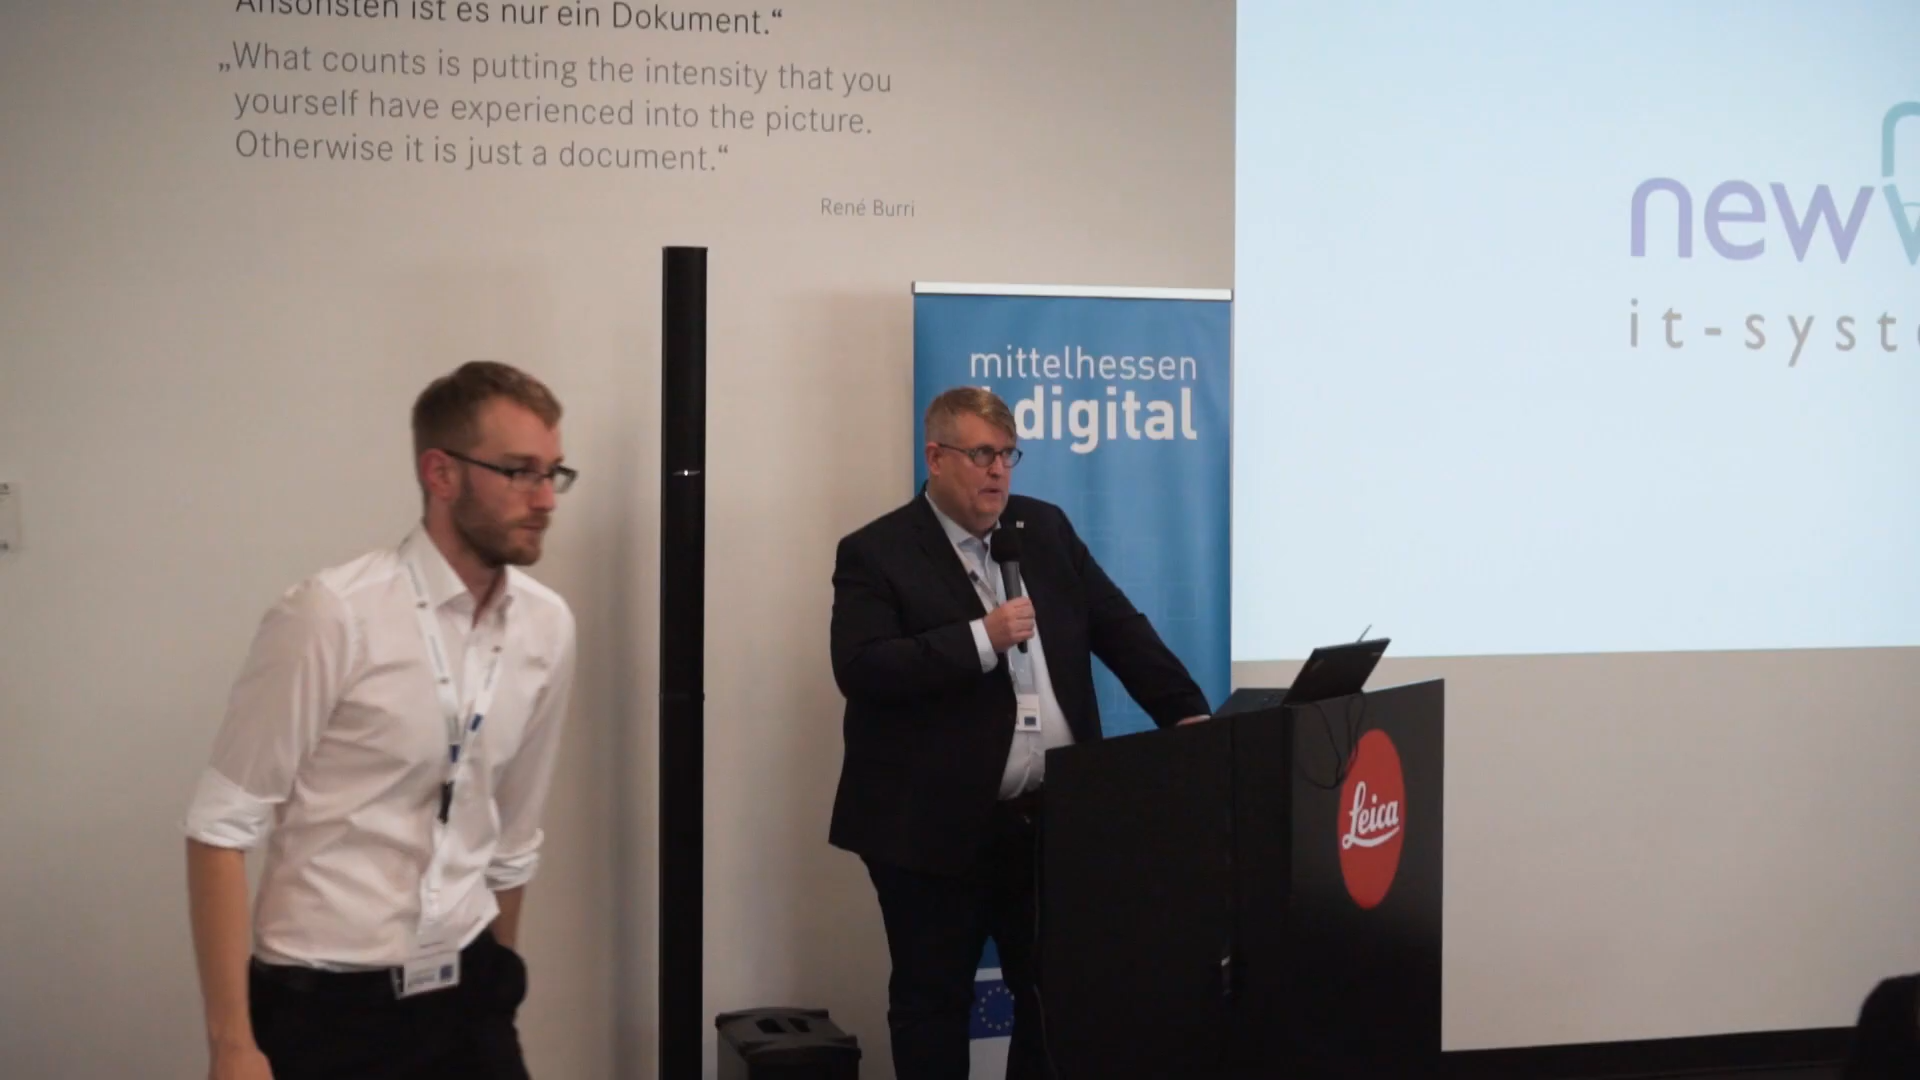 Ansonsten ist es nur ein Dokument.“
„What counts is putting the intensity that you
yourself have experienced into the picture.
Otherwise it is just a document.“
René Burri
mittelhessen
digital
new
it-syst
Leica